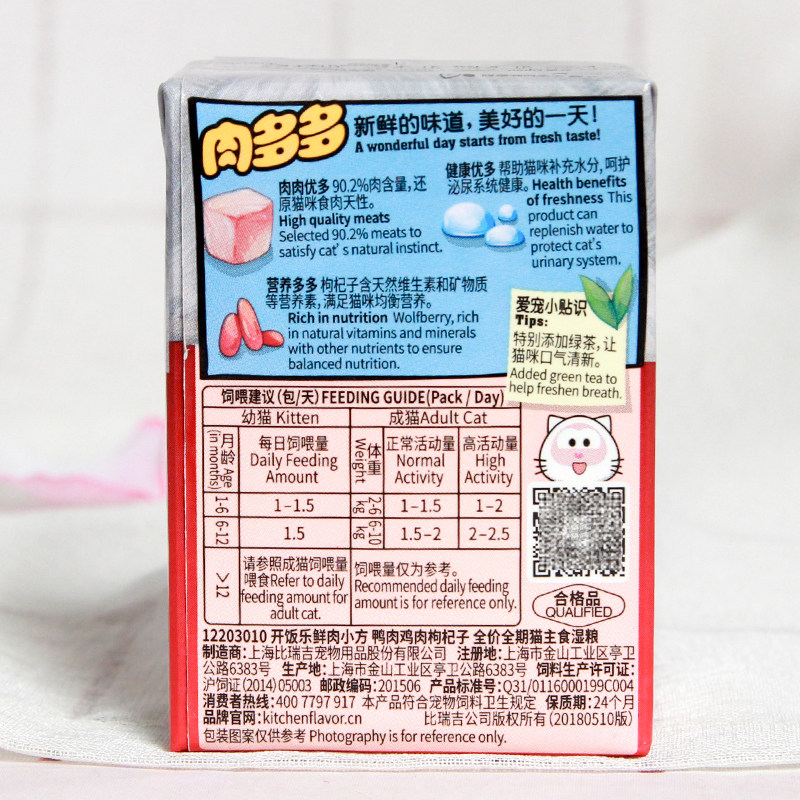 肉多多
新鲜的味道,美好的一天!
A wonderful day starts from fresh taste!
肉肉优多 90.2%肉含量,还
原猫咪食肉天性。
High quality meats
Selected 90.2% meats to
satisfy cat's natural instinct.
健康优多 帮助猫咪补充水分,呵护
泌尿系统健康。Health benefits
of freshness This
product can
replenish water to
protect cat's
urinary system.
营养多多 枸杞子含天然维生素和矿物质
等营养素,满足猫咪均衡营养。
Rich in nutrition Wolfberry, rich
in natural vitamins and minerals
with other nutrients to ensure
balanced nutrition.
爱宠小贴识
Tips:
特别添加绿茶,让
猫咪口气清新。
Added green tea to
help freshen breath.
饲喂建议(包/天)FEEDING GUIDE(Pack / Day)
幼猫 Kitten
成猫Adult Cat
月龄 Age
(in months)
每日饲喂量
Daily Feeding
Amount
体重
Weight
正常活动量
Normal
Activity
高活动量
High
Activity
1-6
1-1.5
2-6
kg
1-1.5
1-2
6-12
1.5
6-10
kg
1.5-2
2-2.5
>12
请参照成猫饲喂量
喂食Refer to daily
feeding amount for
adult cat.
饲喂量仅为参考。
Recommended daily feeding
amount is for reference only.
合格品
QUALIFIED
12203010 开饭乐鲜肉小方 鸭肉鸡肉枸杞子 全价全期猫主食湿粮
制造商:上海比瑞吉宠物用品股份有限公司 注册地:上海市金山工业区亭卫
公路6383号 生产地:上海市金山工业区亭卫公路6383号 饲料生产许可证:
沪饲证(2014)05003 邮政编码:201506 产品标准号:Q31/0116000199C004
消费者热线:400 7797 917 本产品符合宠物饲料卫生规定 保质期:24个月
品牌官网:kitchenflavor.cn 比瑞吉公司版权所有(20180510版)
包装图案仅供参考 Photography is for reference only.